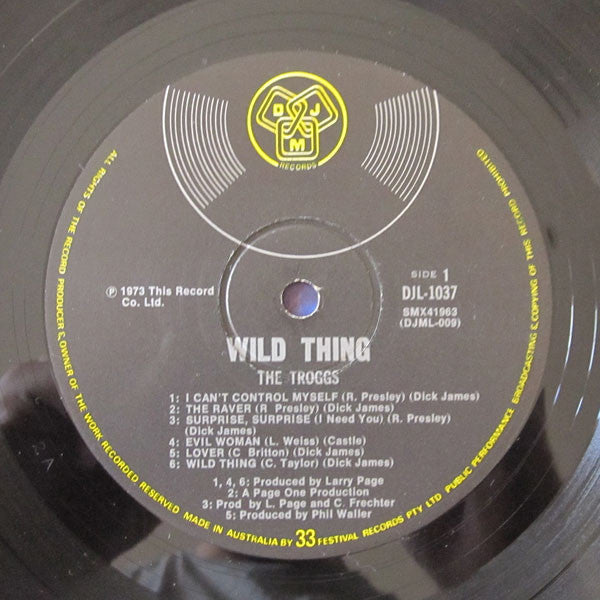 DJM
RECORDS
ALL RIGHTS OF THE RECORD PRODUCER & OWNER OF THE WORK RECORDED RESERVED MADE IN AUSTRALIA BY 33 FESTIVAL RECORDS PTY LTD PUBLIC PERFORMANCE BROADCASTING & COPYING OF THIS RECORD PROHIBITED
SIDE 1
DJL-1037
SMX41963
(DJML-009)
℗ 1973 This Record
Co. Ltd.
WILD THING
THE TROGGS
1: I CAN'T CONTROL MYSELF (R. Presley) (Dick James)
2: THE RAVER (R Presley) (Dick James)
3: SURPRISE, SURPRISE (I Need You) (R. Presley)
(Dick James)
4: EVIL WOMAN (L. Weiss) (Castle)
5: LOVER (C Britton) (Dick James)
6: WILD THING (C. Taylor) (Dick James)
1, 4, 6: Produced by Larry Page
2: A Page One Production
3: Prod by L. Page and C. Frechter
5: Produced by Phil Waller